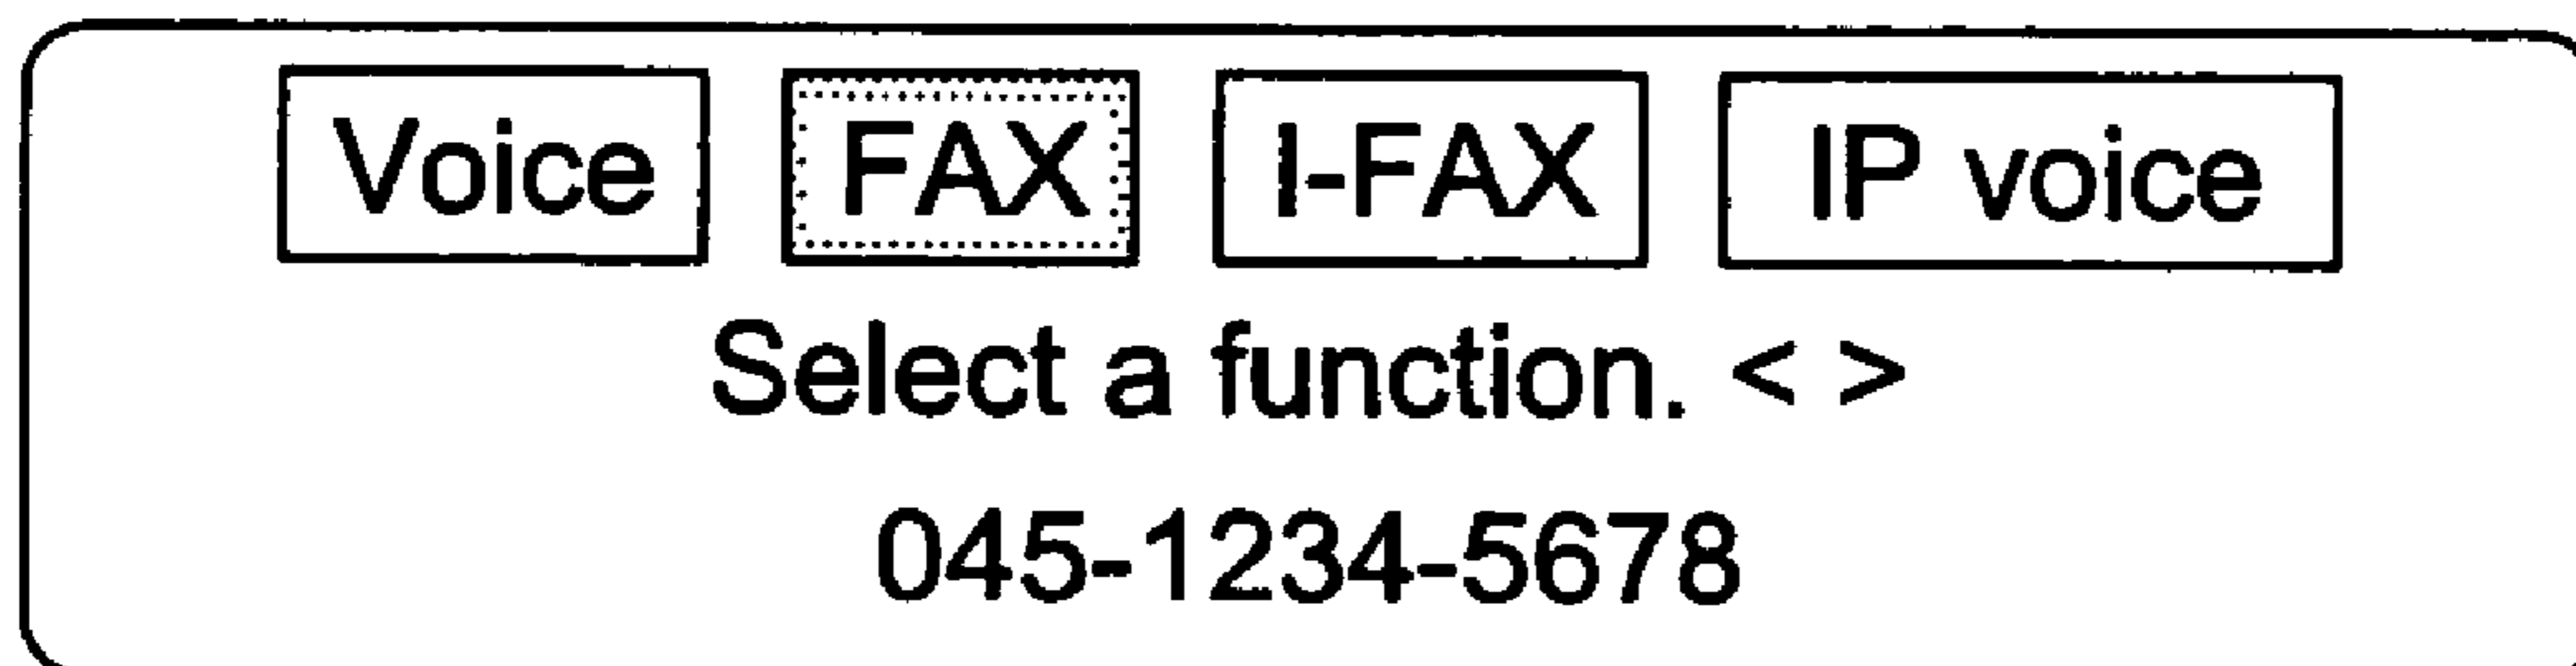 Voice FAX I-FAX IP voice
Select a function. < >
045-1234-5678